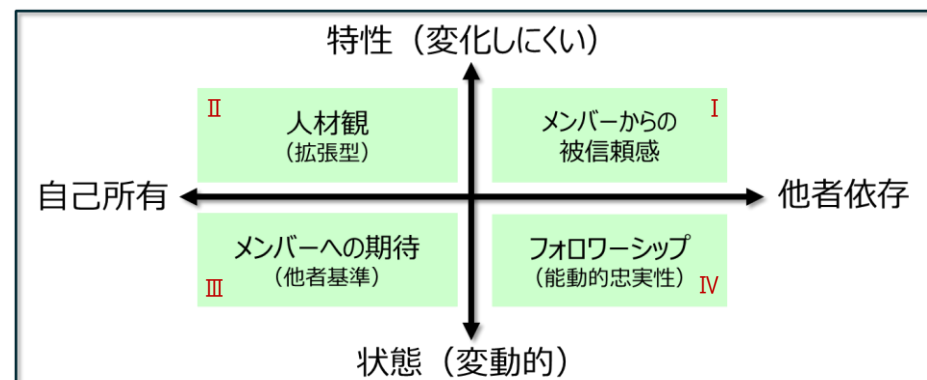 特性（変化しにくい）
Ⅱ
人材観
（拡張型）
メンバーからの
被信頼感
Ⅰ
自己所有
他者依存
メンバーへの期待
（他者基準）
Ⅲ
フォロワーシップ
（能動的忠実性）
Ⅳ
状態（変動的）